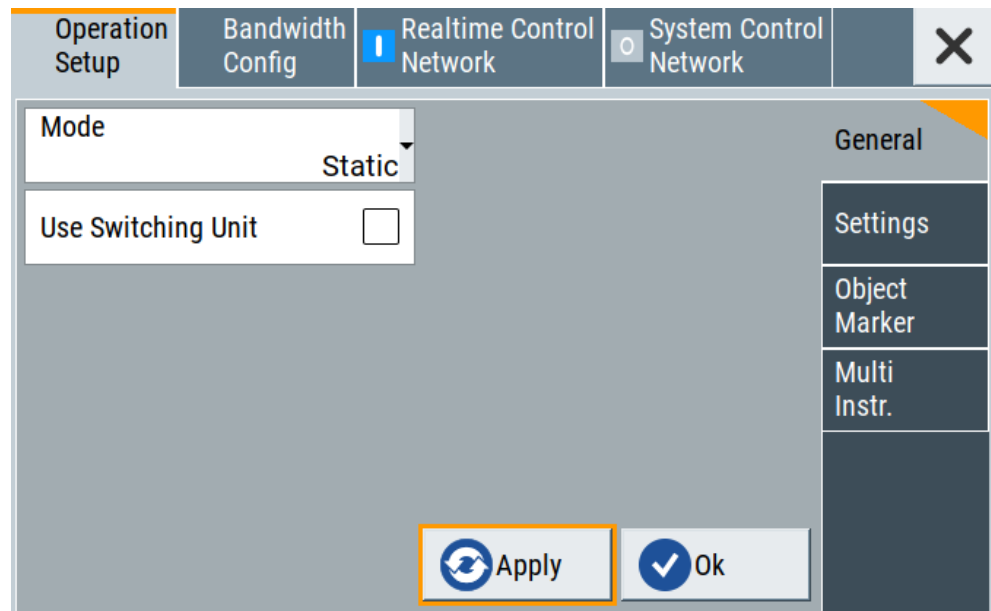 Operation
Setup
Bandwidth
Config
Realtime Control
Network
0
System Control
Network
Mode
Static
Use Switching Unit
General
Settings
Object
Marker
Multi
Instr.
Apply
Ok